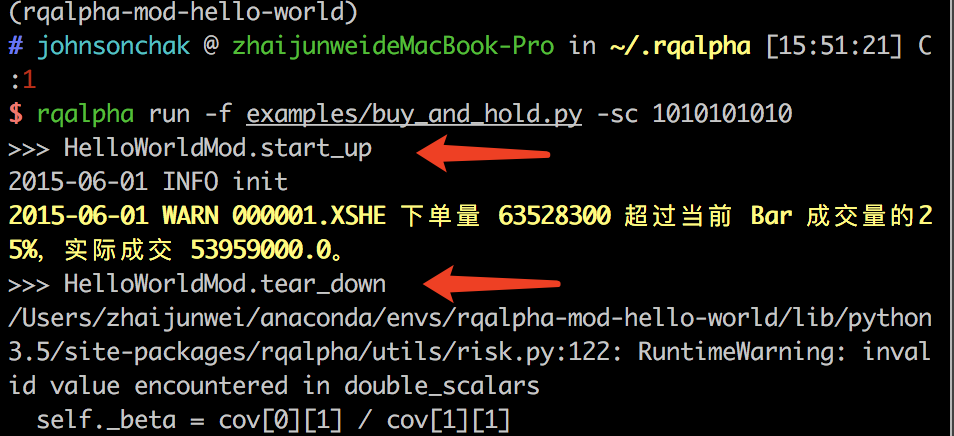 (rqalpha-mod-hello-world)
# johnsonchak @ zhaijunweideMacBook-Pro in ~/.rqalpha [15:51:21] C
:1
$ rqalpha run -f examples/buy_and_hold.py -sc 1010101010
>>> HelloWorldMod.start_up
2015-06-01 INFO init
2015-06-01 WARN 000001.XSHE 下单量 63528300 超过当前 Bar 成交量的2
5%, 实际成交 53959000.0。
>>> HelloWorldMod.tear_down
/Users/zhaijunwei/anaconda/envs/rqalpha-mod-hello-world/lib/python
3.5/site-packages/rqalpha/utils/risk.py:122: RuntimeWarning: inval
id value encountered in double_scalars
  self._beta = cov[0][1] / cov[1][1]